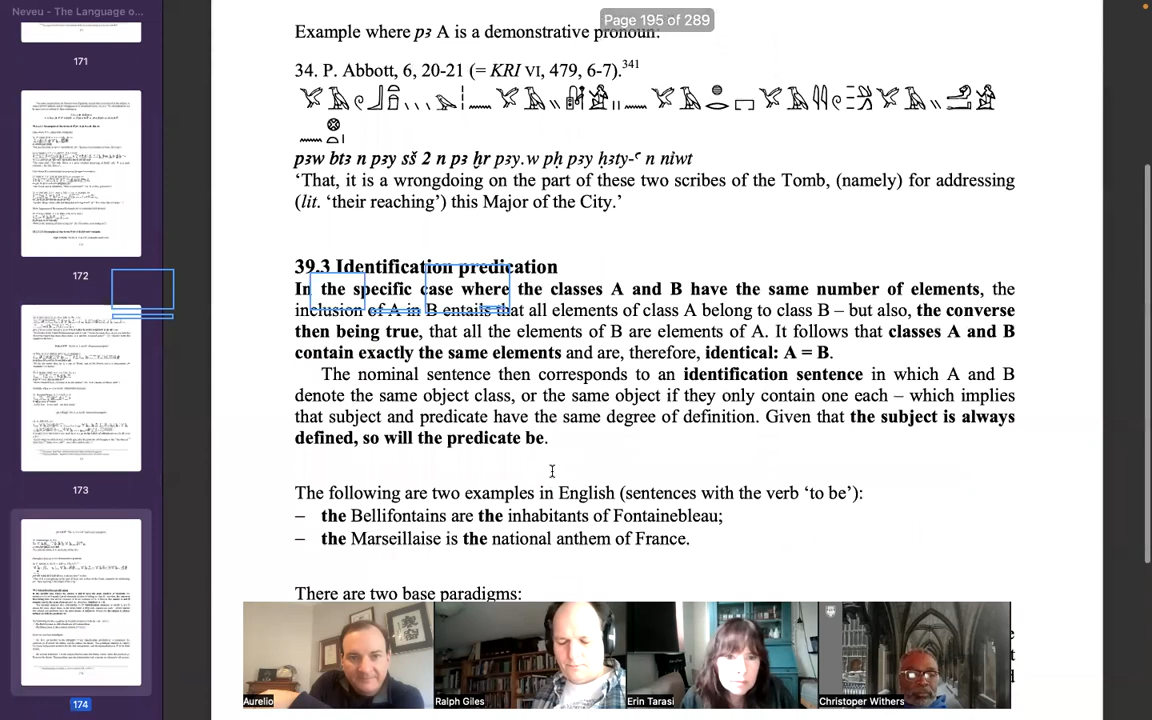 Neveu - The Language o...
171
172
173
174
Page 195 of 289
Example where pꜣ A is a demonstrative pronoun:
34. P. Abbott, 6, 20-21 (= KRI VI, 479, 6-7).341
pꜣw btꜣ n pꜣy sš 2 n pꜣ ḫr pꜣy.w pḥ pꜣy ḥꜣty-ꜥ n nỉwt
‘That, it is a wrongdoing on the part of these two scribes of the Tomb, (namely) for addressing
(lit. ‘their reaching’) this Major of the City.’
39.3 Identification predication
In the specific case where the classes A and B have the same number of elements, the
inclusion of A in B entails that all elements of class A belong to class B – but also, the converse
then being true, that all the elements of B are elements of A. It follows that classes A and B
contain exactly the same elements and are, therefore, identical: A = B.
The nominal sentence then corresponds to an identification sentence in which A and B
denote the same object class, or the same object if they only contain one each – which implies
that subject and predicate have the same degree of definition. Given that the subject is always
defined, so will the predicate be.
The following are two examples in English (sentences with the verb ‘to be’):
– the Bellifontains are the inhabitants of Fontainebleau;
– the Marseillaise is the national anthem of France.
There are two base paradigms:
Aurelio
Ralph Giles
Erin Tarasi
Christoper Withers